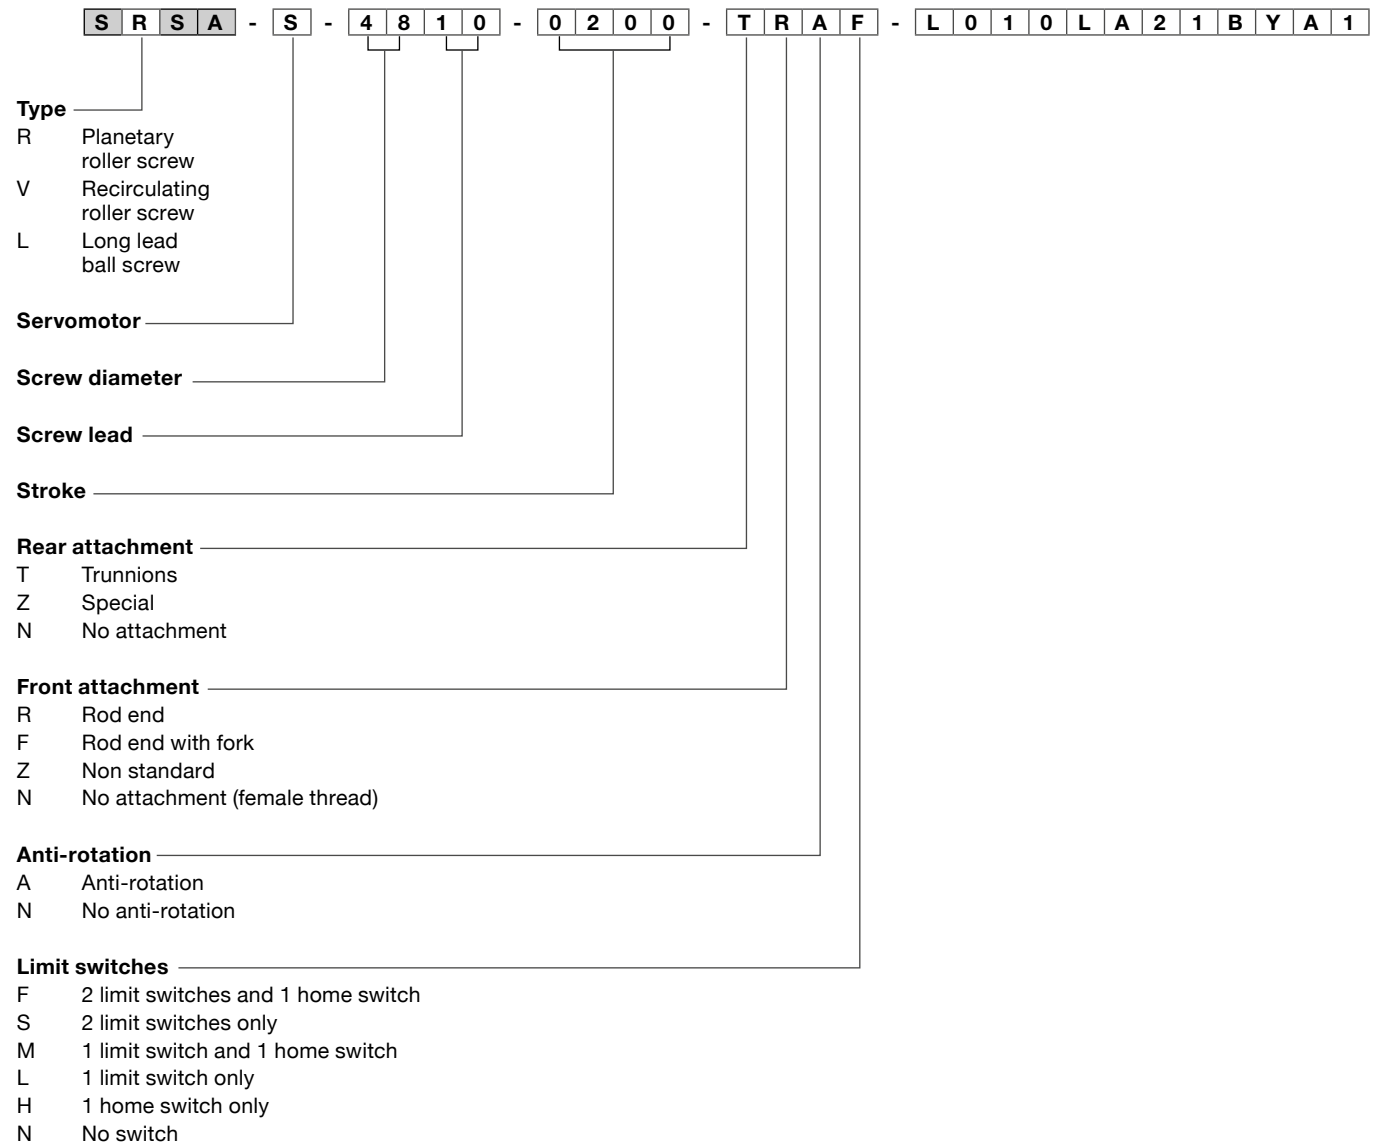 S R S A - S - 4 8 1 0 - 0 2 0 0 - T R A F - L 0 1 0 L A 2 1 B Y A 1
Type
R Planetary
roller screw
V Recirculating
roller screw
L Long lead
ball screw
Servomotor
Screw diameter
Screw lead
Stroke
Rear attachment
T Trunnions
Z Special
N No attachment
Front attachment
R Rod end
F Rod end with fork
Z Non standard
N No attachment (female thread)
Anti-rotation
A Anti-rotation
N No anti-rotation
Limit switches
F 2 limit switches and 1 home switch
S 2 limit switches only
M 1 limit switch and 1 home switch
L 1 limit switch only
H 1 home switch only
N No switch